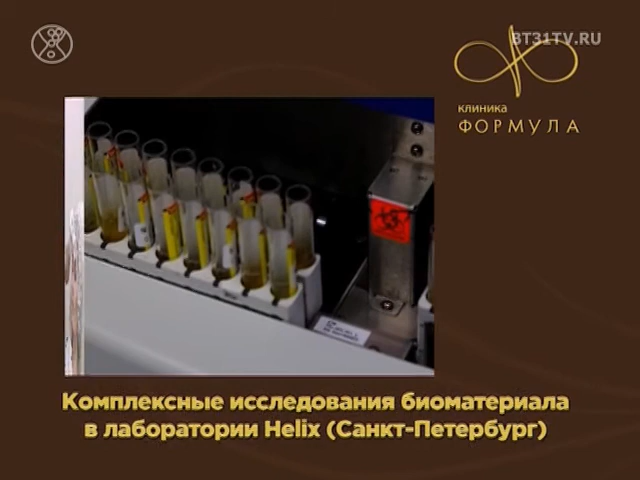 BT31TV.RU
клиника
ФОРМУЛА
Комплексные исследования биоматериала
в лаборатории Helix (Санкт-Петербург)